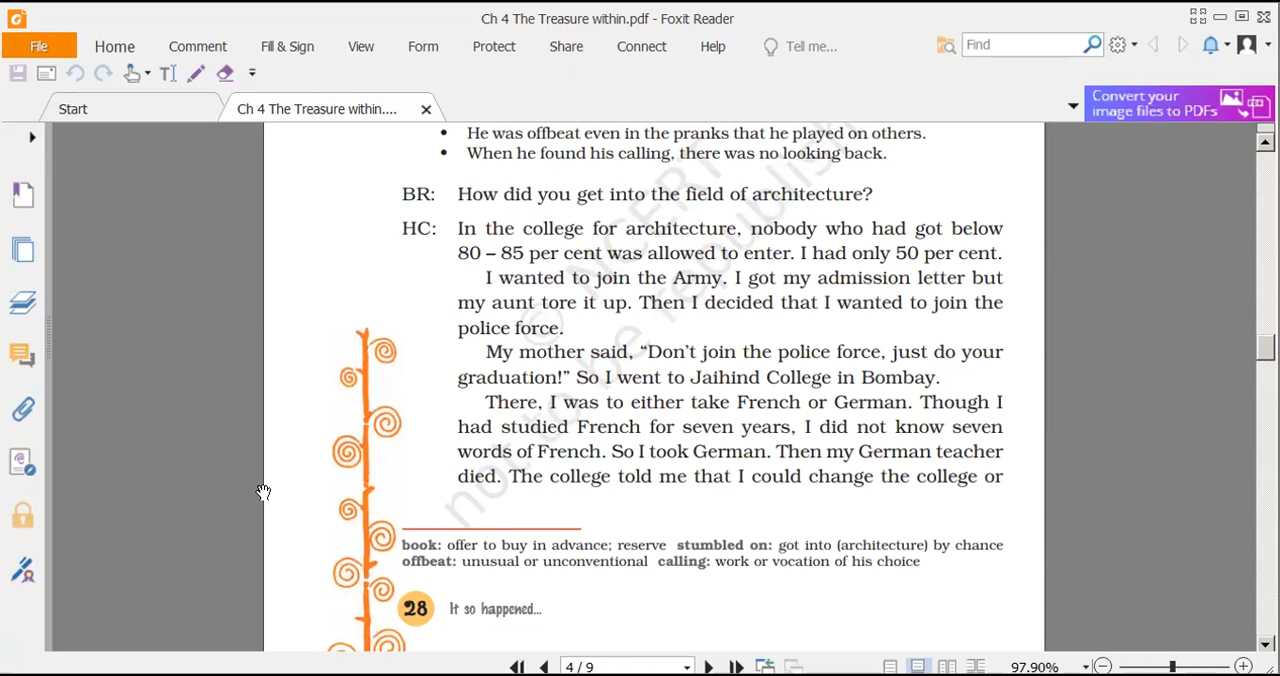 Ch 4 The Treasure within.pdf - Foxit Reader
File Home Comment Fill & Sign View Form Protect Share Connect Help Tell me... Find
Start Ch 4 The Treasure within.... Convert your
image files to PDFs
• He was offbeat even in the pranks that he played on others.
• When he found his calling, there was no looking back.
BR: How did you get into the field of architecture?
HC: In the college for architecture, nobody who had got below
80 – 85 per cent was allowed to enter. I had only 50 per cent.
I wanted to join the Army. I got my admission letter but
my aunt tore it up. Then I decided that I wanted to join the
police force.
My mother said, “Don’t join the police force, just do your
graduation!” So I went to Jaihind College in Bombay.
There, I was to either take French or German. Though I
had studied French for seven years, I did not know seven
words of French. So I took German. Then my German teacher
died. The college told me that I could change the college or
© NCERT
not to be republish
book: offer to buy in advance; reserve stumbled on: got into (architecture) by chance
offbeat: unusual or unconventional calling: work or vocation of his choice
28 It so happened...
4 / 9 97.90%